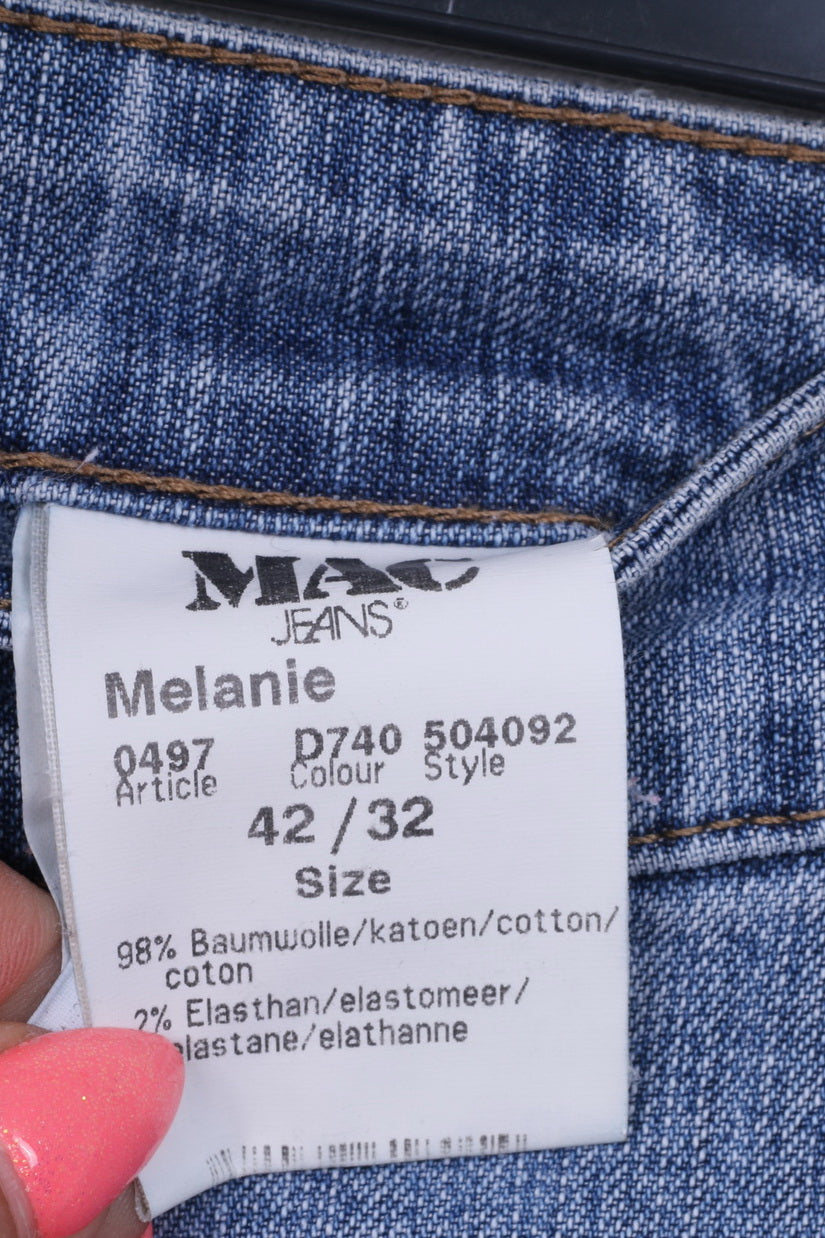 MAC
JEANS®
Melanie
0497 D740 504092
Article Colour Style
42/32
Size
98% Baumwolle/katoen/cotton/
coton
2% Elasthan/elastomeer/
elastane/elathanne